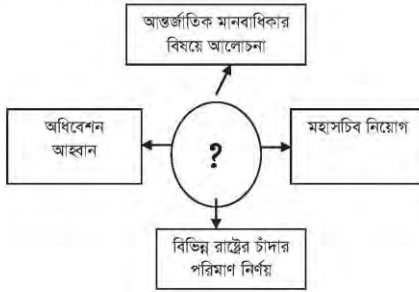 আন্তর্জাতিক মানবাধিকার
বিষয়ে আলোচনা
অধিবেশন
আহ্বান
?
মহাসচিব নিয়োগ
বিভিন্ন রাষ্ট্রের চাঁদার
পরিমাণ নির্ণয়